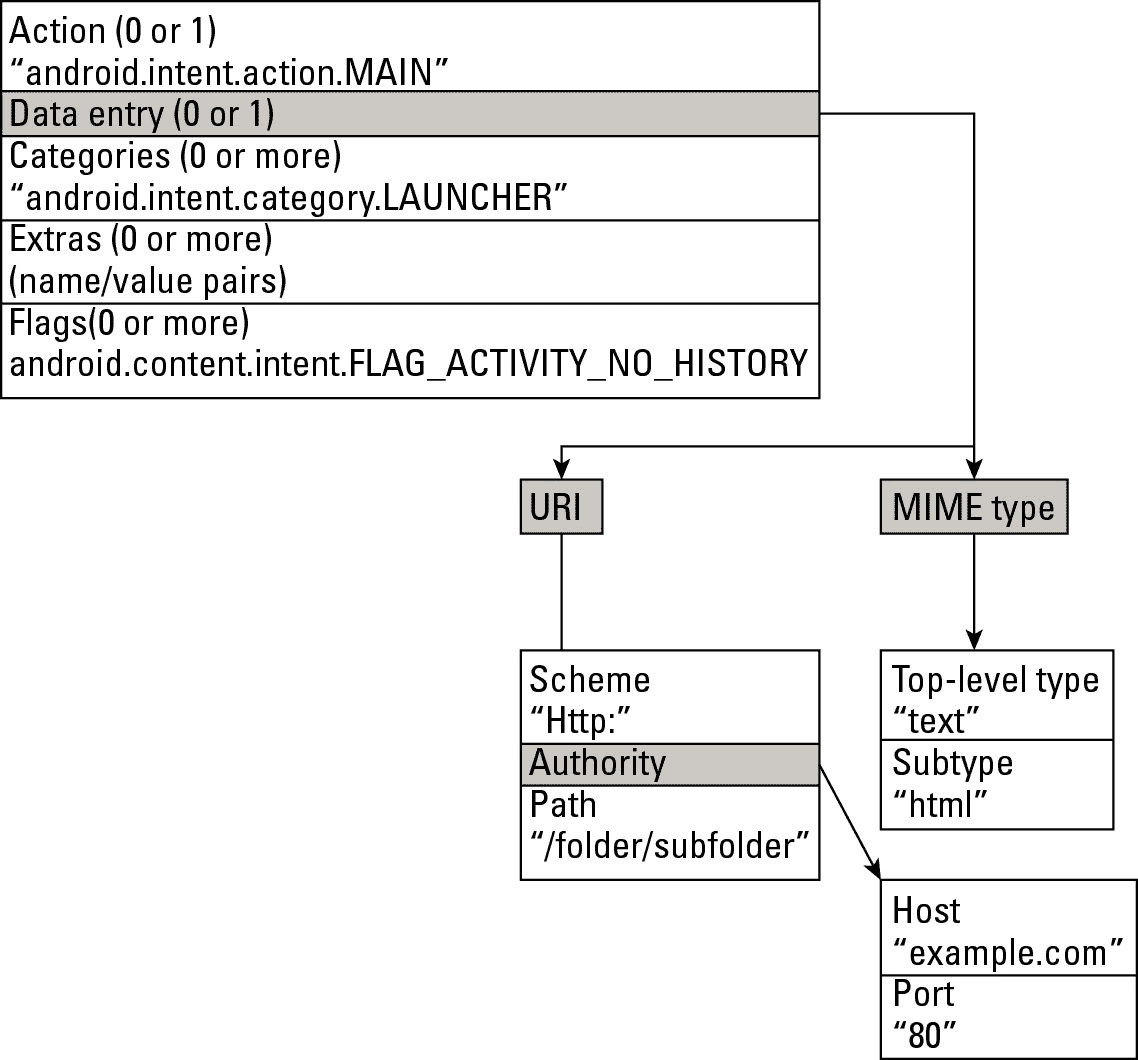 Action (0 or 1)
“android.intent.action.MAIN”
Data entry (0 or 1)
Categories (0 or more)
“android.intent.category.LAUNCHER”
Extras (0 or more)
(name/value pairs)
Flags(0 or more)
android.content.intent.FLAG_ACTIVITY_NO_HISTORY
URI
MIME type
Scheme
“Http:”
Authority
Path
“/folder/subfolder”
Top-level type
“text”
Subtype
“html”
Host
“example.com”
Port
“80”